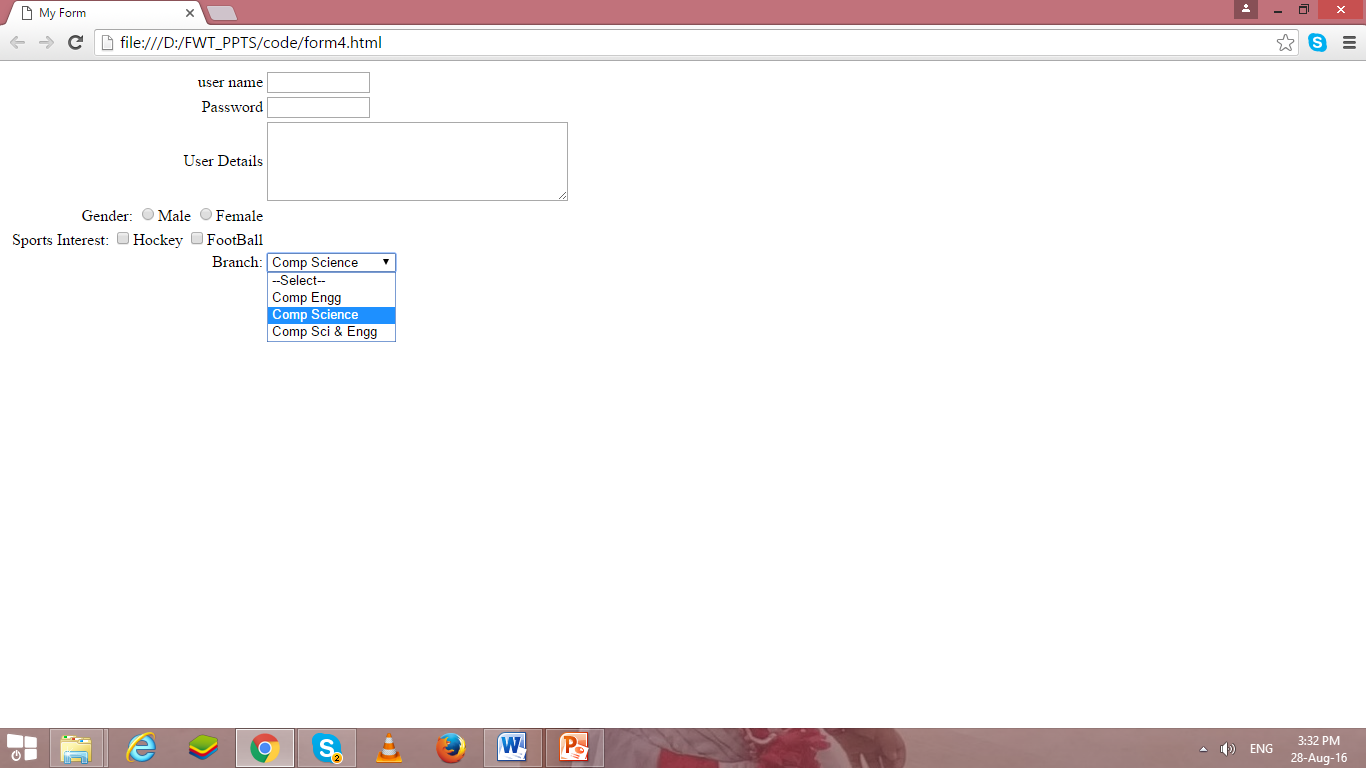 My Form
file:///D:/FWT_PPTS/code/form4.html
user name
Password
User Details
Gender: Male Female
Sports Interest: Hockey FootBall
Branch: Comp Science
--Select--
Comp Engg
Comp Science
Comp Sci & Engg
2
ENG
3:32 PM
28-Aug-16